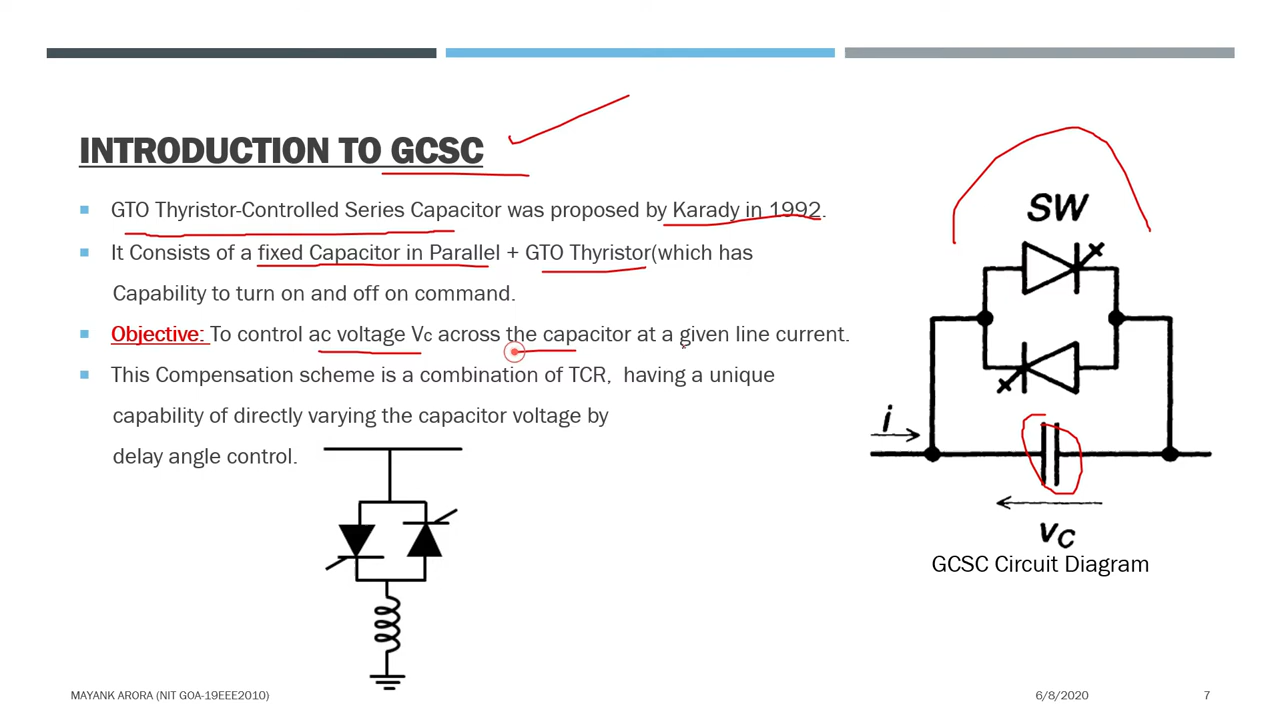 INTRODUCTION TO GCSC
GTO Thyristor-Controlled Series Capacitor was proposed by Karady in 1992.
It Consists of a fixed Capacitor in Parallel + GTO Thyristor(which has
Capability to turn on and off on command.
Objective: To control ac voltage Vc across the capacitor at a given line current.
This Compensation scheme is a combination of TCR, having a unique
capability of directly varying the capacitor voltage by
delay angle control.
SW
i
vC
GCSC Circuit Diagram
MAYANK ARORA (NIT GOA-19EEE2010)
6/8/2020
7